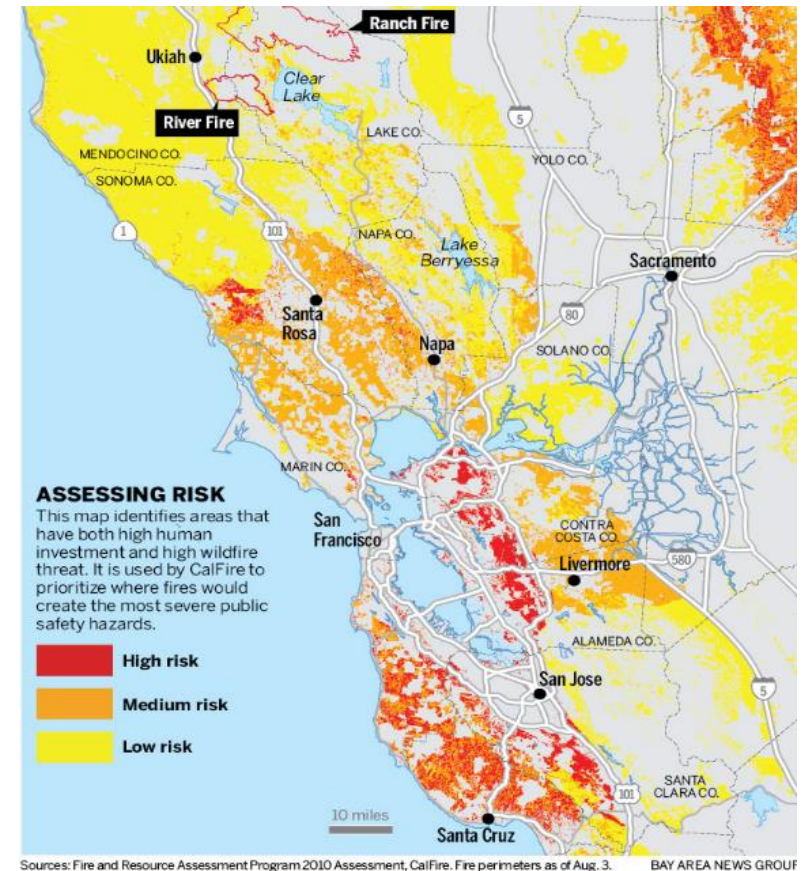 Ranch Fire
Ukiah
Clear
Lake
River Fire
LAKE CO.
5
YOLO CO.
MENDOCINO CO.
SONOMA CO.
1
101
NAPA CO.
Lake
Berryessa
Sacramento
Santa
Rosa
80
Napa
SOLANO CO.
MARIN CO.
ASSESSING RISK
This map identifies areas that
have both high human
investment and high wildfire
threat. It is used by CalFire to
prioritize where fires would
create the most severe public
safety hazards.
High risk
Medium risk
Low risk
San
Francisco
CONTRA
COSTA CO.
580
Livermore
ALAMEDA CO.
San Jose
5
SANTA
CLARA CO.
101
10 miles
Santa Cruz
Sources: Fire and Resource Assessment Program 2010 Assessment, CalFire. Fire perimeters as of Aug. 3.
BAY AREA NEWS GROUP